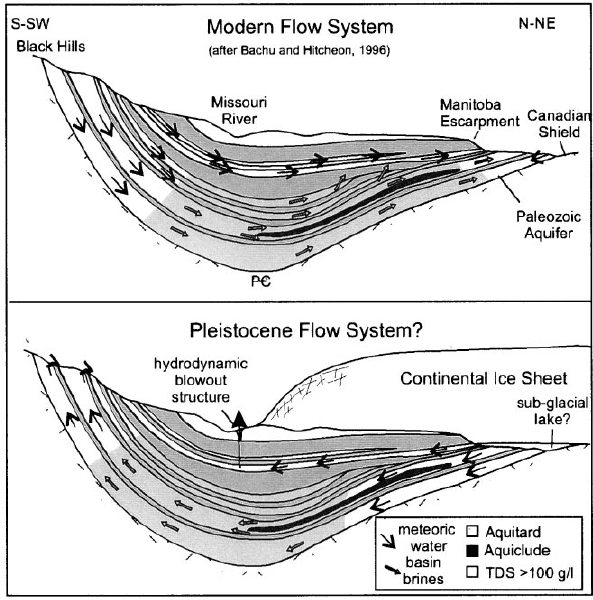 S-SW
Modern Flow System
N-NE
Black Hills
(after Bachu and Hitcheon, 1996)
Missouri
River
Manitoba
Escarpment
Canadian
Shield
Paleozoic
Aquifer
PЄ
Pleistocene Flow System?
hydrodynamic
blowout
structure
Continental Ice Sheet
sub-glacial
lake?
meteoric
water
basin
brines
Aquitard
Aquiclude
TDS >100 g/l